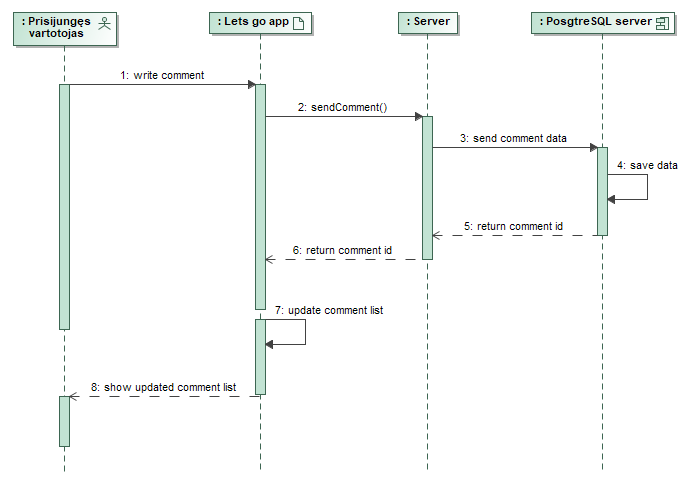 : Prisijungęs
vartotojas
: Lets go app
: Server
: PosgtreSQL server
1: write comment
2: sendComment()
3: send comment data
4: save data
5: return comment id
6: return comment id
7: update comment list
8: show updated comment list